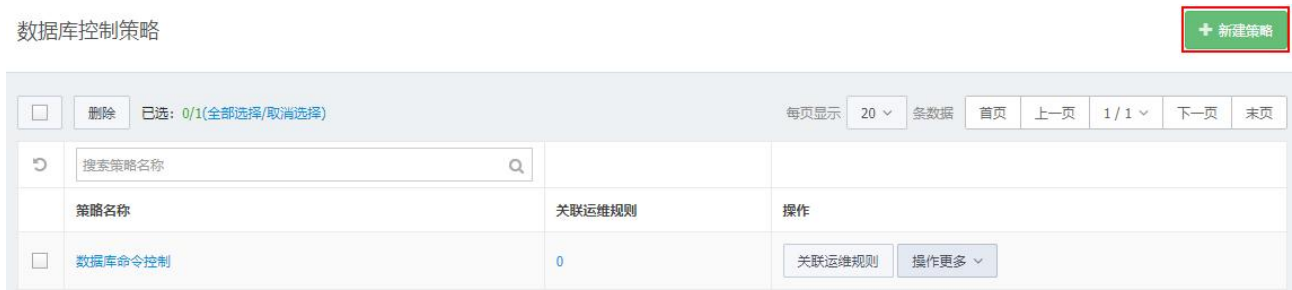 数据库控制策略
+ 新建策略
删除 已选：0/1(全部选择/取消选择) 每页显示 20 条数据 首页 上一页 1 / 1 下一页 末页
搜索策略名称
策略名称 关联运维规则 操作
数据库命令控制 0 关联运维规则 操作更多